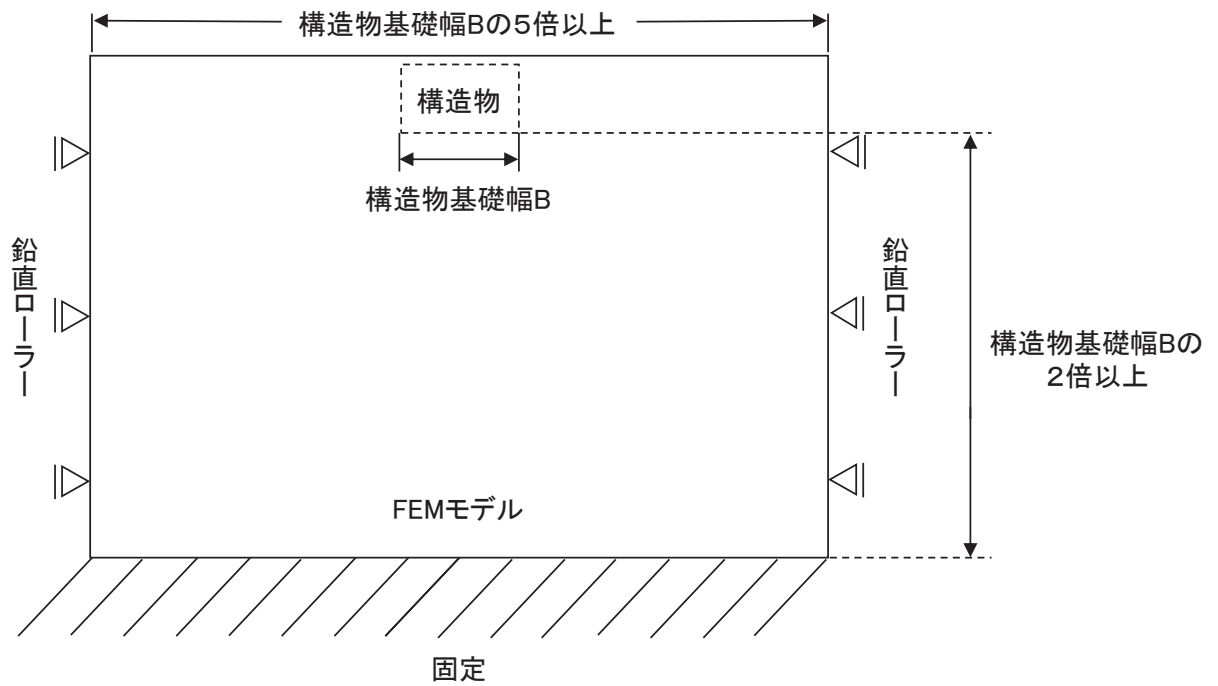 構造物基礎幅Bの5倍以上
構造物
構造物基礎幅B
鉛直ローラー
鉛直ローラー
構造物基礎幅Bの
2倍以上
FEMモデル
固定